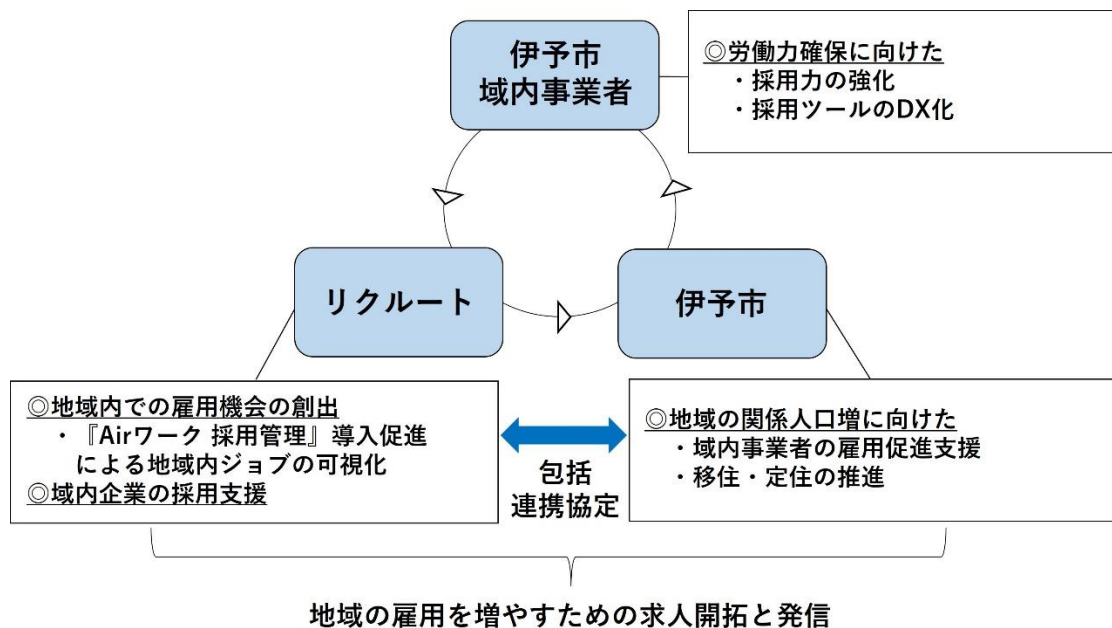 伊予市
域内事業者
◎労働力確保に向けた
・採用力の強化
・採用ツールのDX化
リクルート
伊予市
◎地域内での雇用機会の創出
・『Airワーク 採用管理』導入促進
による地域内ジョブの可視化
◎域内企業の採用支援
包括
連携協定
◎地域の関係人口増に向けた
・域内事業者の雇用促進支援
・移住・定住の推進
地域の雇用を増やすための求人開拓と発信